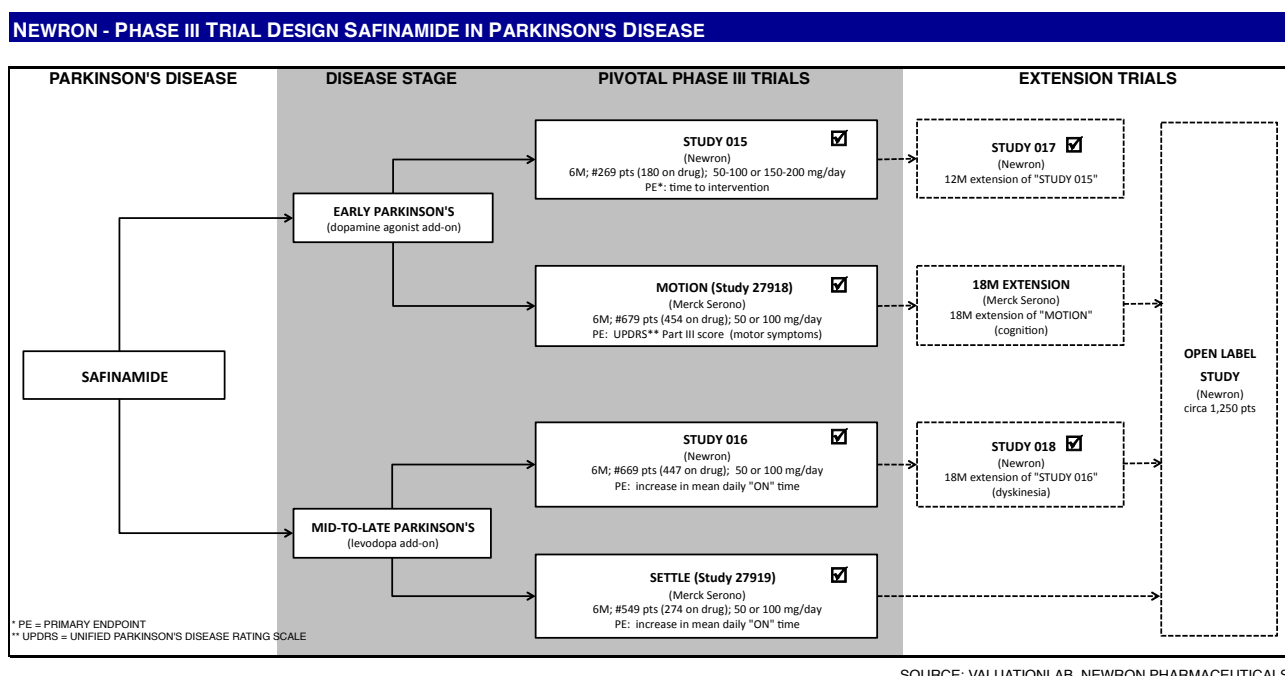 NEWRON - PHASE III TRIAL DESIGN SAFINAMIDE IN PARKINSON'S DISEASE
PARKINSON'S DISEASE
DISEASE STAGE
PIVOTAL PHASE III TRIALS
EXTENSION TRIALS
STUDY 015
(Newron)
6M; #269 pts (180 on drug); 50-100 or 150-200 mg/day
PE*: time to intervention
STUDY 017
(Newron)
12M extension of "STUDY 015"
EARLY PARKINSON'S
(dopamine agonist add-on)
MOTION (Study 27918)
(Merck Serono)
6M; #679 pts (454 on drug); 50 or 100 mg/day
PE: UPDRS** Part III score (motor symptoms)
18M EXTENSION
(Merck Serono)
18M extension of "MOTION"
(cognition)
SAFINAMIDE
OPEN LABEL
STUDY
(Newron)
circa 1,250 pts
STUDY 016
(Newron)
6M; #669 pts (447 on drug); 50 or 100 mg/day
PE: increase in mean daily "ON" time
STUDY 018
(Newron)
18M extension of "STUDY 016"
(dyskinesia)
MID-TO-LATE PARKINSON'S
(levodopa add-on)
SETTLE (Study 27919)
(Merck Serono)
6M; #549 pts (274 on drug); 50 or 100 mg/day
PE: increase in mean daily "ON" time
* PE = PRIMARY ENDPOINT
** UPDRS = UNIFIED PARKINSON'S DISEASE RATING SCALE
SOURCE: VALUATIONLAB, NEWRON PHARMACEUTICALS